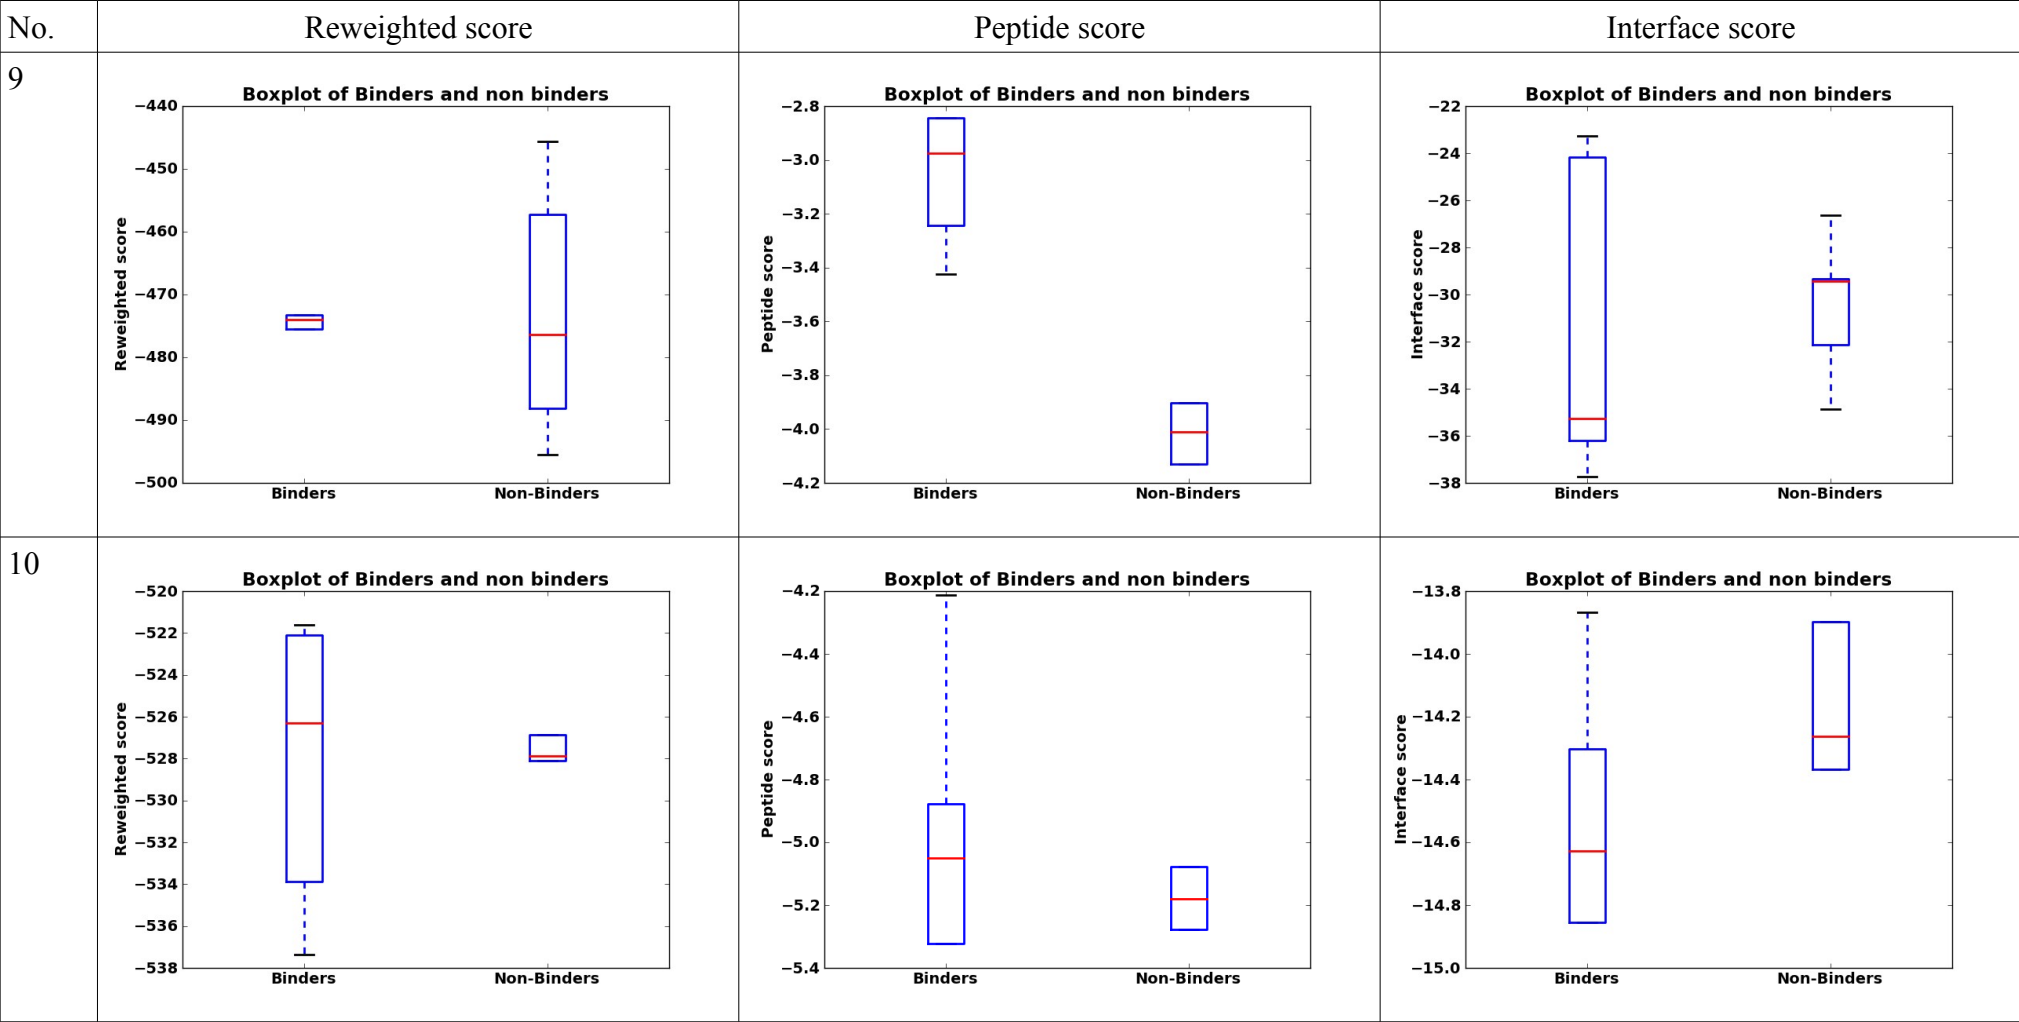 No. Reweighted score Peptide score Interface score
9
Boxplot of Binders and non binders
Reweighted score
−440
−450
−460
−470
−480
−490
−500
Binders Non-Binders
Boxplot of Binders and non binders
Peptide score
−2.8
−3.0
−3.2
−3.4
−3.6
−3.8
−4.0
−4.2
Binders Non-Binders
Boxplot of Binders and non binders
Interface score
−22
−24
−26
−28
−30
−32
−34
−36
−38
Binders Non-Binders
10
Boxplot of Binders and non binders
Reweighted score
−520
−522
−524
−526
−528
−530
−532
−534
−536
−538
Binders Non-Binders
Boxplot of Binders and non binders
Peptide score
−4.2
−4.4
−4.6
−4.8
−5.0
−5.2
−5.4
Binders Non-Binders
Boxplot of Binders and non binders
Interface score
−13.8
−14.0
−14.2
−14.4
−14.6
−14.8
−15.0
Binders Non-Binders